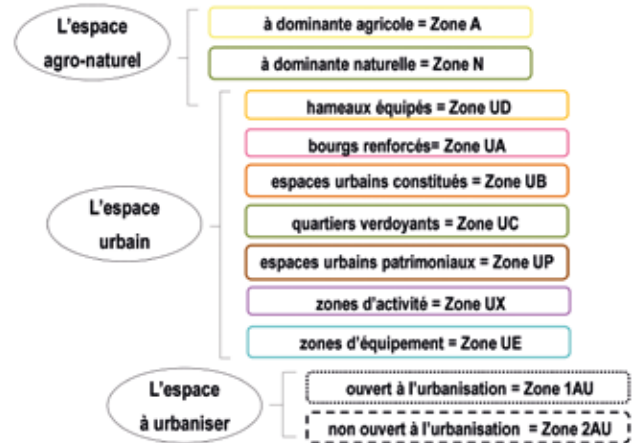 L'espace
agro-naturel
à dominante agricole = Zone A
à dominante naturelle = Zone N
L'espace
urbain
hameaux équipés = Zone UD
bourgs renforcés= Zone UA
espaces urbains constitués = Zone UB
quartiers verdoyants = Zone UC
espaces urbains patrimoniaux = Zone UP
zones d'activité = Zone UX
zones d'équipement = Zone UE
L'espace
à urbaniser
ouvert à l'urbanisation = Zone 1AU
non ouvert à l'urbanisation = Zone 2AU